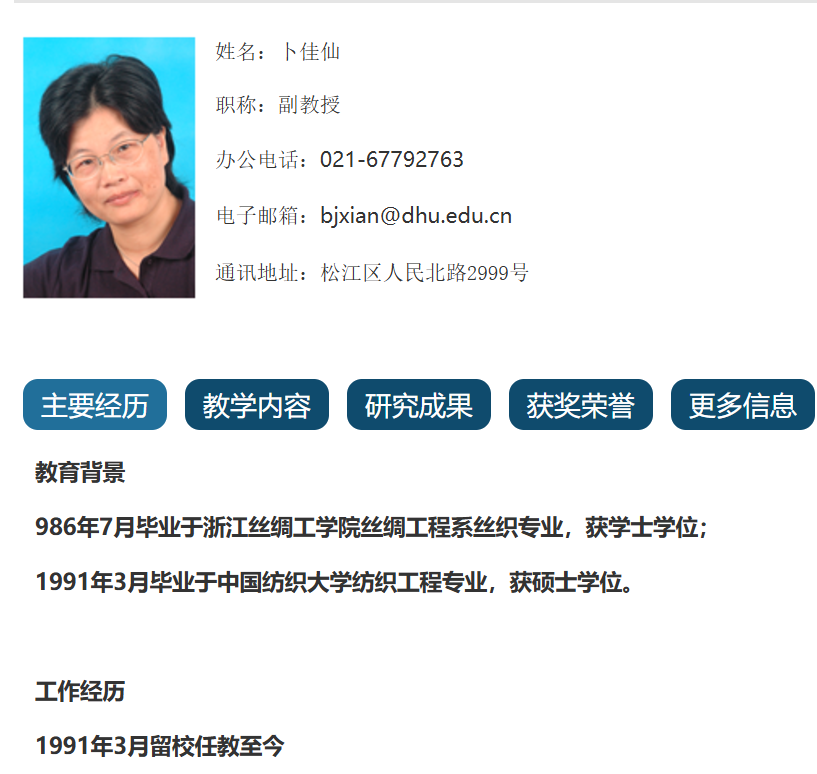 姓名：卜佳仙
职称：副教授
办公电话：021-67792763
电子邮箱：bjxian@dhu.edu.cn
通讯地址：松江区人民北路2999号
主要经历 教学内容 研究成果 获奖荣誉 更多信息
教育背景
986年7月毕业于浙江丝绸工学院丝绸工程系丝织专业，获学士学位；
1991年3月毕业于中国纺织大学纺织工程专业，获硕士学位。
工作经历
1991年3月留校任教至今